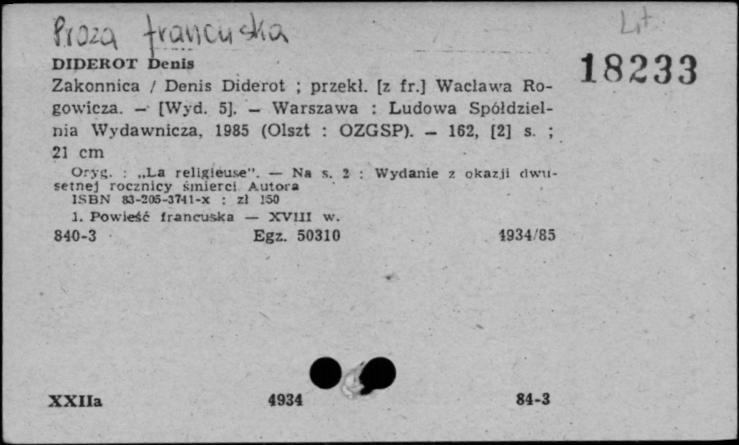 Proza francuska
Lit
DIDEROT Denis
18233
Zakonnica / Denis Diderot ; przekł. [z fr.] Wacława Ro-
gowicza. — [Wyd. 5]. — Warszawa : Ludowa Spółdziel-
nia Wydawnicza, 1985 (Olszt : OZGSP). — 162, [2] s. ;
21 cm
Oryg. : „La religieuse". — Na s. 2 : Wydanie z okazji dwu-
setnej rocznicy śmierci Autora
ISBN 83-205-3741-x : zł 150
1. Powieść francuska — XVIII w.
840-3 Egz. 50310 4934/85
XXIIa 4934 84-3